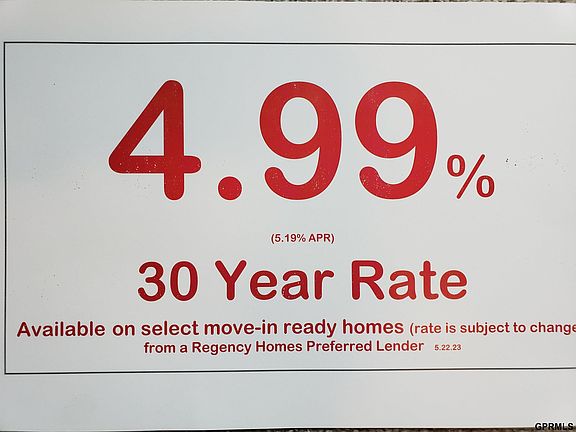 4.99%
(5.19% APR)
30 Year Rate
Available on select move-in ready homes (rate is subject to change
from a Regency Homes Preferred Lender 5.22.23
GPRMLS